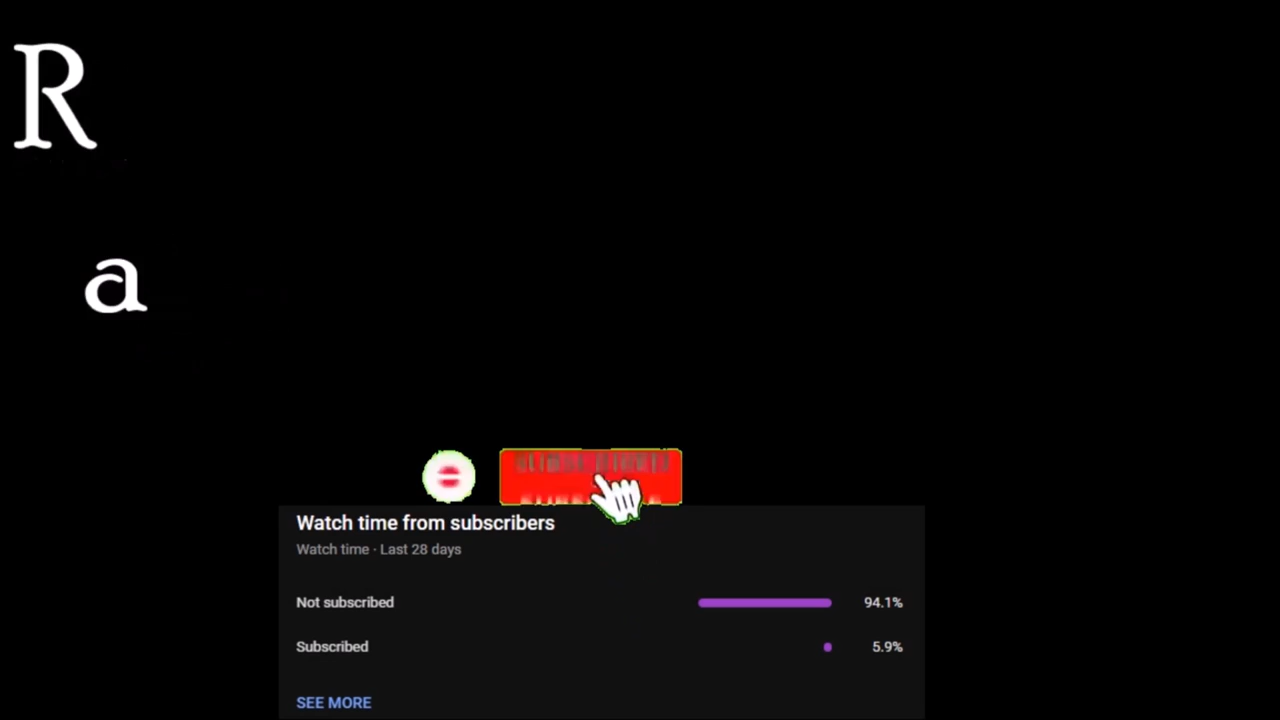 R
a
Watch time from subscribers
Watch time · Last 28 days
Not subscribed 94.1%
Subscribed 5.9%
SEE MORE